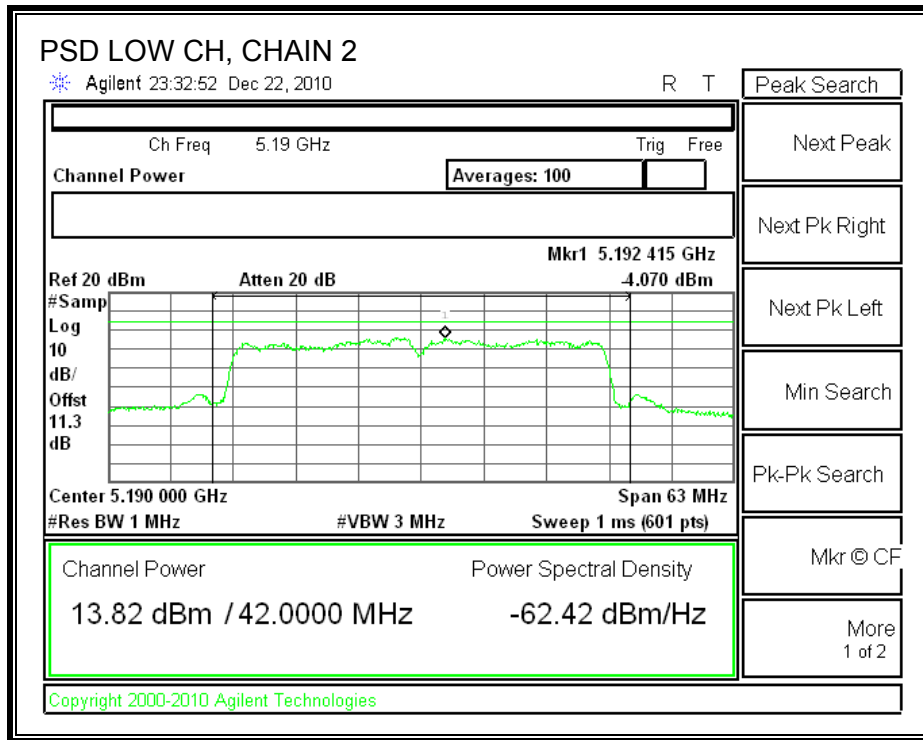 PSD LOW CH, CHAIN 2
Agilent 23:32:52 Dec 22, 2010 R T
Ch Freq 5.19 GHz Trig Free
Channel Power Averages: 100
Mkr1 5.192 415 GHz
Ref 20 dBm Atten 20 dB -4.070 dBm
#Samp
Log
10
dB/
Offst
11.3
dB
1
Center 5.190 000 GHz Span 63 MHz
#Res BW 1 MHz #VBW 3 MHz Sweep 1 ms (601 pts)
Channel Power Power Spectral Density
13.82 dBm / 42.0000 MHz -62.42 dBm/Hz
Copyright 2000-2010 Agilent Technologies
Peak Search
Next Peak
Next Pk Right
Next Pk Left
Min Search
Pk-Pk Search
Mkr © CF
More
1 of 2